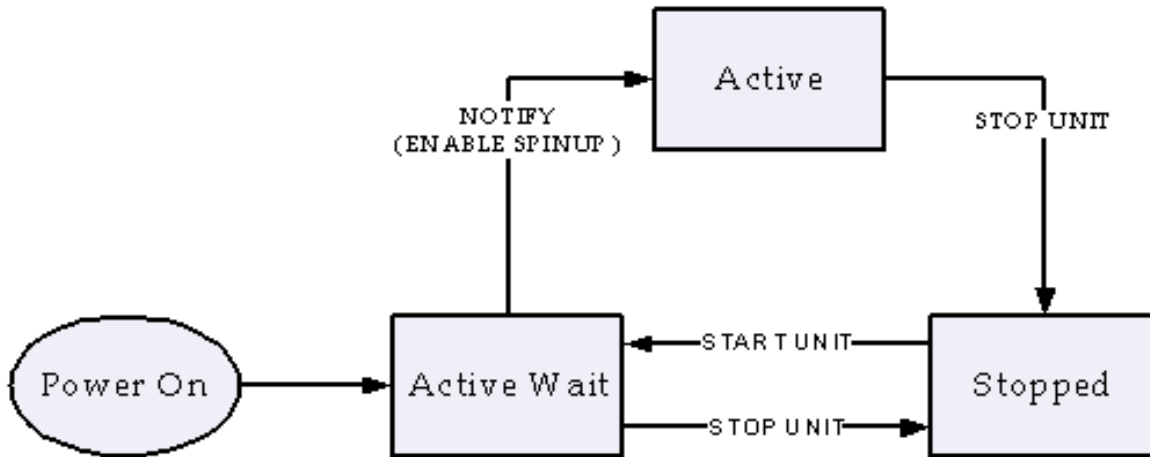 Active
NOTIFY
(ENABLE SPINUP)
STOP UNIT
START UNIT
Power On
Active Wait
Stopped
STOP UNIT